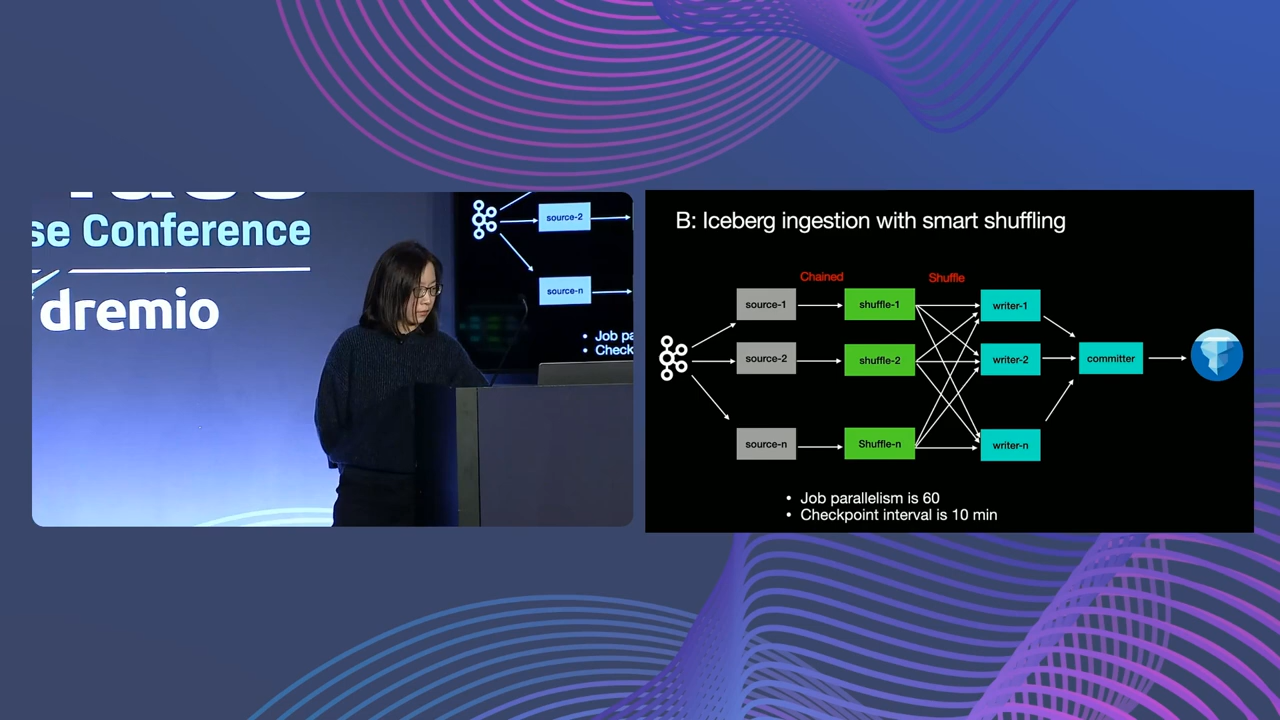 se Conference
dremio
source-2
source-n
• Job pa
• Check
B: Iceberg ingestion with smart shuffling
Chained
Shuffle
source-1
shuffle-1
writer-1
source-2
shuffle-2
writer-2
committer
source-n
Shuffle-n
writer-n
• Job parallelism is 60
• Checkpoint interval is 10 min